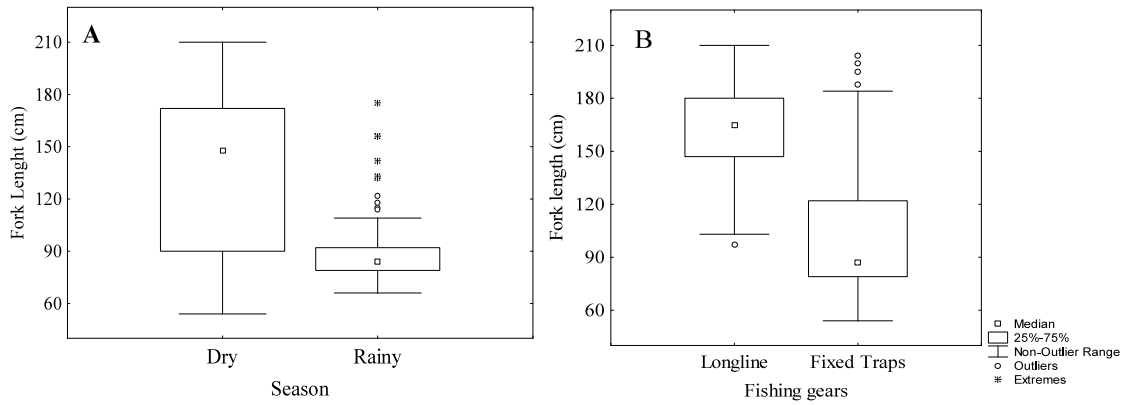 A
210
180
150
120
90
60
Fork Lenght (cm)
Dry Rainy
Season
B
210
180
150
120
90
60
Fork length (cm)
Longline Fixed Traps
Fishing gears
Median
25%-75%
Non-Outlier Range
Outliers
Extremes